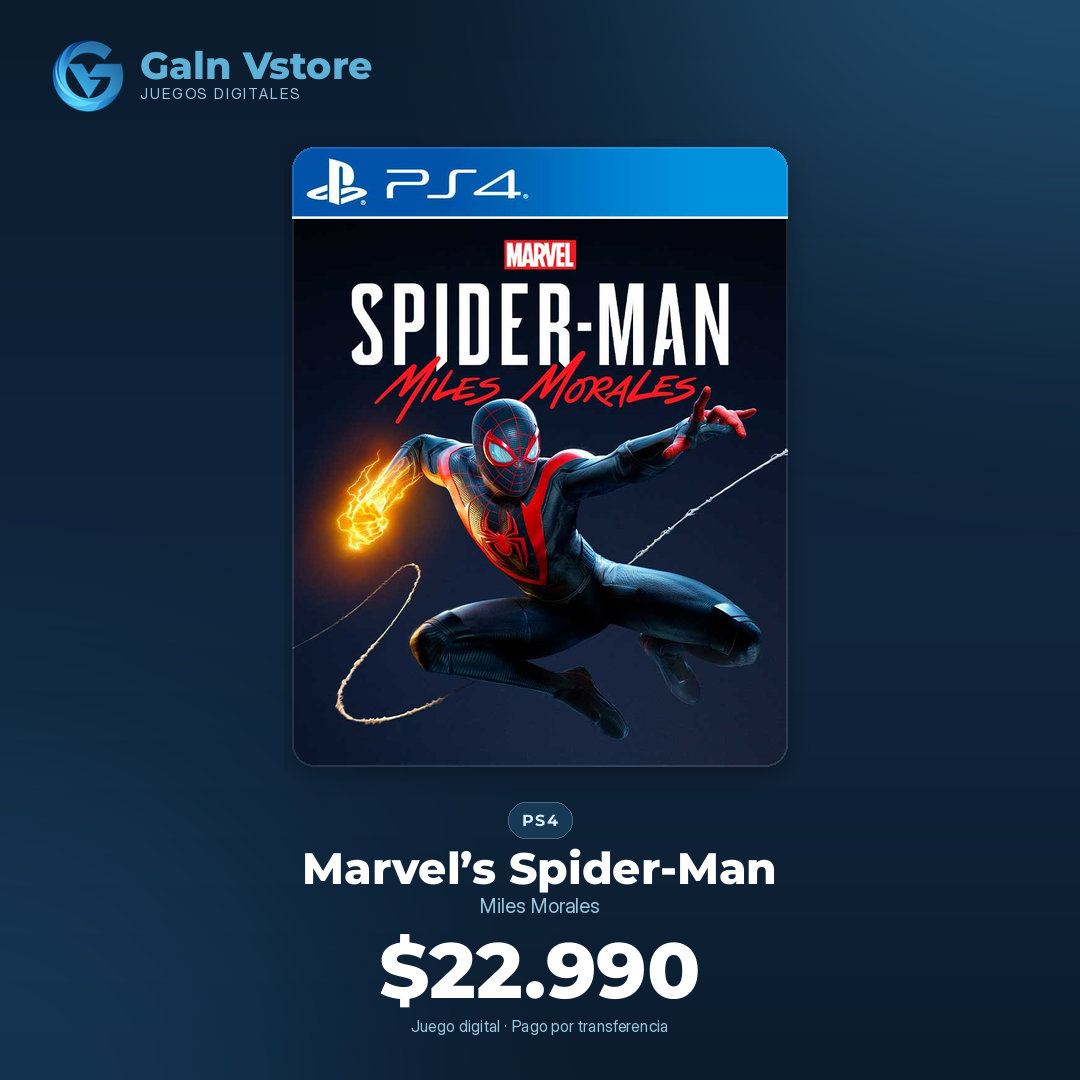 GaIn Vstore
JUEGOS DIGITALES
PS4
MARVEL
SPIDER-MAN
MILES MORALES
PS4
Marvel’s Spider-Man
Miles Morales
$22.990
Juego digital · Pago por transferencia